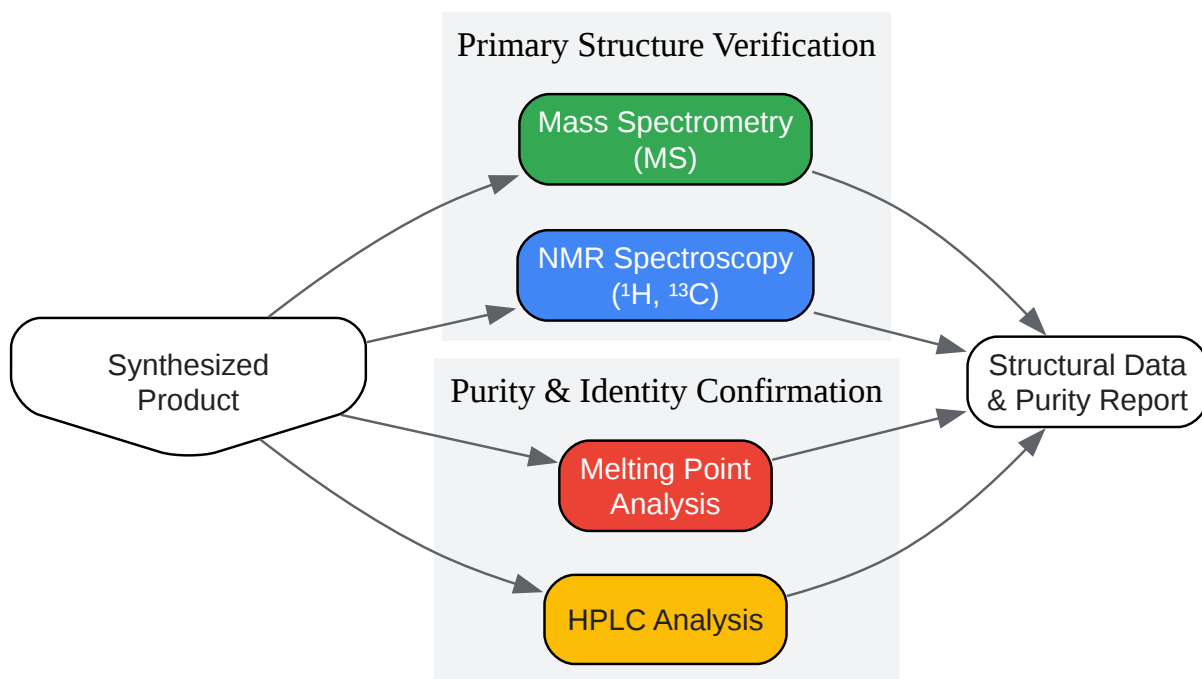 Primary Structure Verification
Mass Spectrometry
(MS)
NMR Spectroscopy
(¹H, ¹³C)
Synthesized
Product
Structural Data
& Purity Report
Purity & Identity Confirmation
Melting Point
Analysis
HPLC Analysis